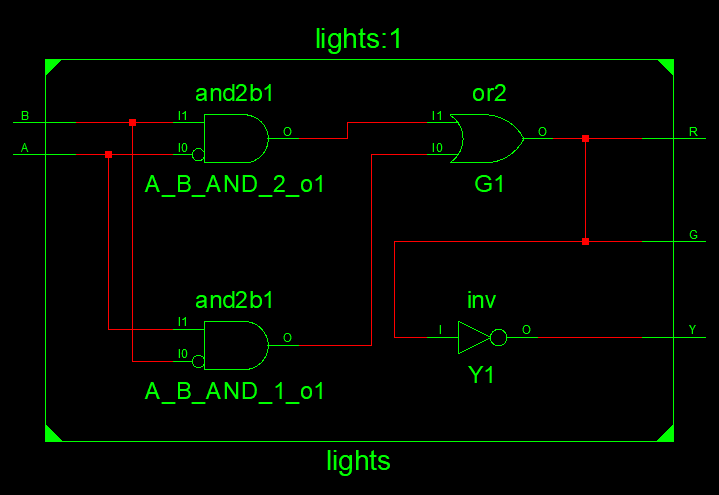 lights:1
and2b1
or2
B
I1
O
I1
O
R
A
I0
I0
A_B_AND_2_o1
G1
G
and2b1
inv
I1
O
I
O
Y
I0
Y1
A_B_AND_1_o1
lights